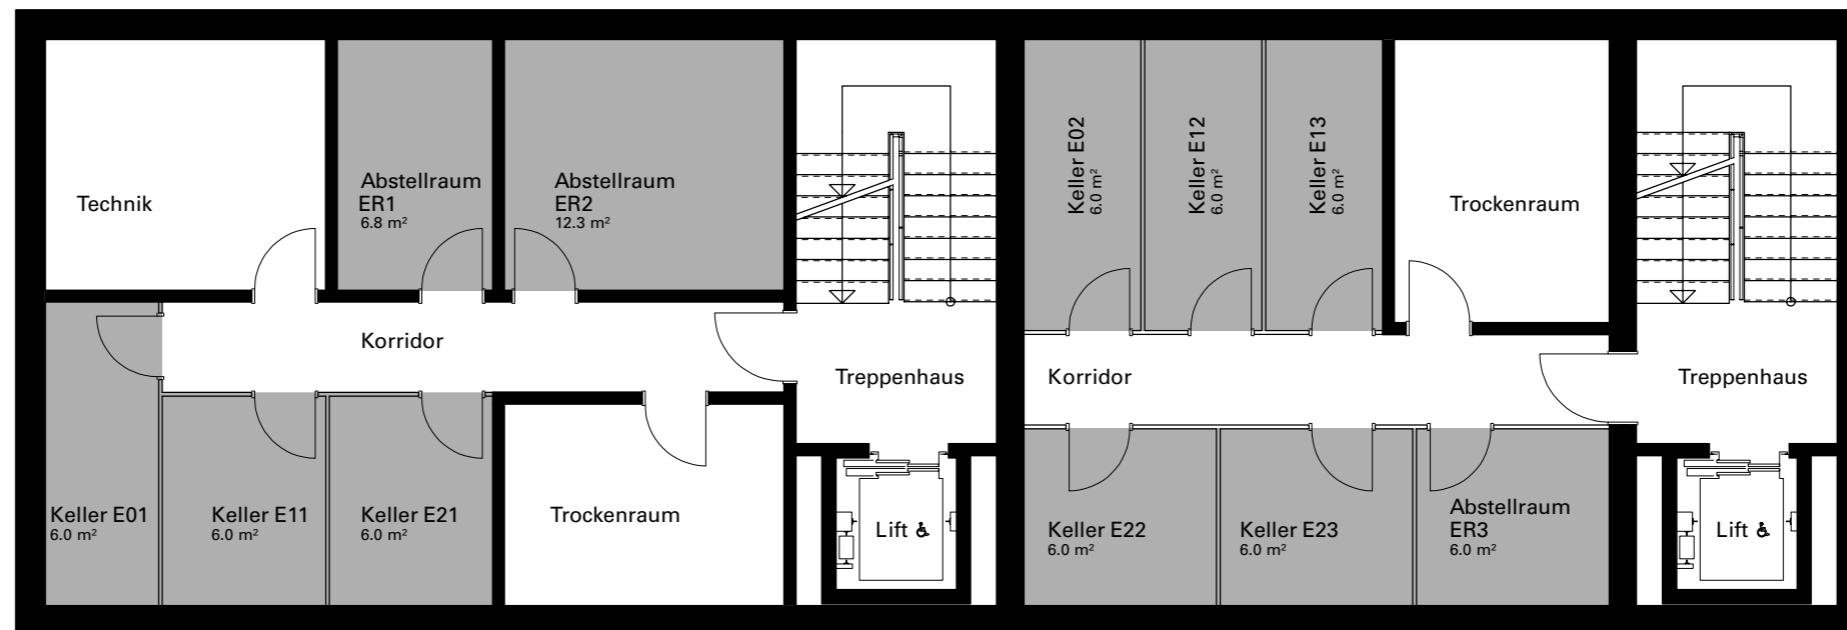 Technik
Abstellraum
ER1
6.8 m²
Abstellraum
ER2
12.3 m²
Korridor
Treppenhaus
Keller E01
6.0 m²
Keller E11
6.0 m²
Keller E21
6.0 m²
Trockenraum
Lift
Keller E02
6.0 m²
Keller E12
6.0 m²
Keller E13
6.0 m²
Trockenraum
Korridor
Treppenhaus
Keller E22
6.0 m²
Keller E23
6.0 m²
Abstellraum
ER3
6.0 m²
Lift